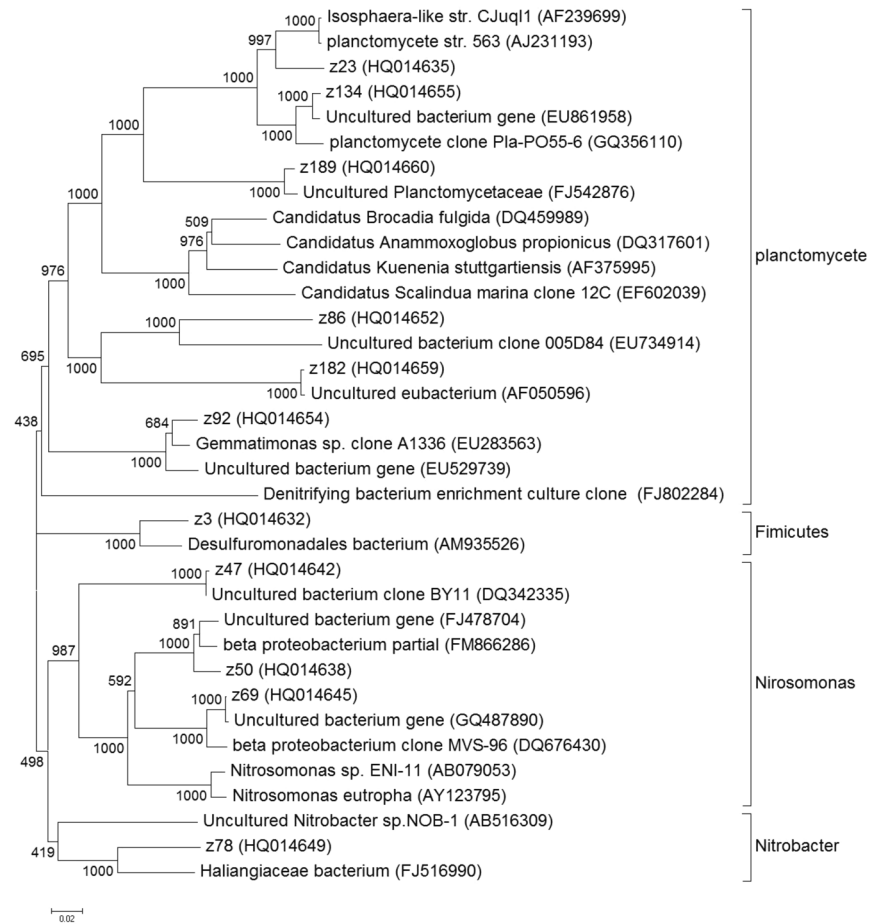 1000 Isosphaera-like str. CJuql1 (AF239699)
997 planctomycete str. 563 (AJ231193)
z23 (HQ014635)
1000
1000 z134 (HQ014655)
Uncultured bacterium gene (EU861958)
1000
1000 planctomycete clone Pla-PO55-6 (GQ356110)
z189 (HQ014660)
1000 Uncultured Planctomycetaceae (FJ542876)
1000
509 Candidatus Brocadia fulgida (DQ459989)
976 Candidatus Anammoxoglobus propionicus (DQ317601)
planctomycete
976 Candidatus Kuenenia stuttgartiensis (AF375995)
1000 Candidatus Scalindua marina clone 12C (EF602039)
1000 z86 (HQ014652)
Uncultured bacterium clone 005D84 (EU734914)
695
1000 z182 (HQ014659)
1000 Uncultured eubacterium (AF050596)
438 684 z92 (HQ014654)
Gemmatimonas sp. clone A1336 (EU283563)
1000 Uncultured bacterium gene (EU529739)
Denitrifying bacterium enrichment culture clone (FJ802284)
z3 (HQ014632)
Fimicutes
1000 Desulfuromonadales bacterium (AM935526)
1000 z47 (HQ014642)
Uncultured bacterium clone BY11 (DQ342335)
891 Uncultured bacterium gene (FJ478704)
1000 beta proteobacterium partial (FM866286)
987
592 z50 (HQ014638)
Nirosomonas
1000 z69 (HQ014645)
Uncultured bacterium gene (GQ487890)
1000
1000 beta proteobacterium clone MVS-96 (DQ676430)
498
Nitrosomonas sp. ENI-11 (AB079053)
1000 Nitrosomonas eutropha (AY123795)
Uncultured Nitrobacter sp.NOB-1 (AB516309)
419 z78 (HQ014649)
Nitrobacter
1000 Haliangiaceae bacterium (FJ516990)
0.02